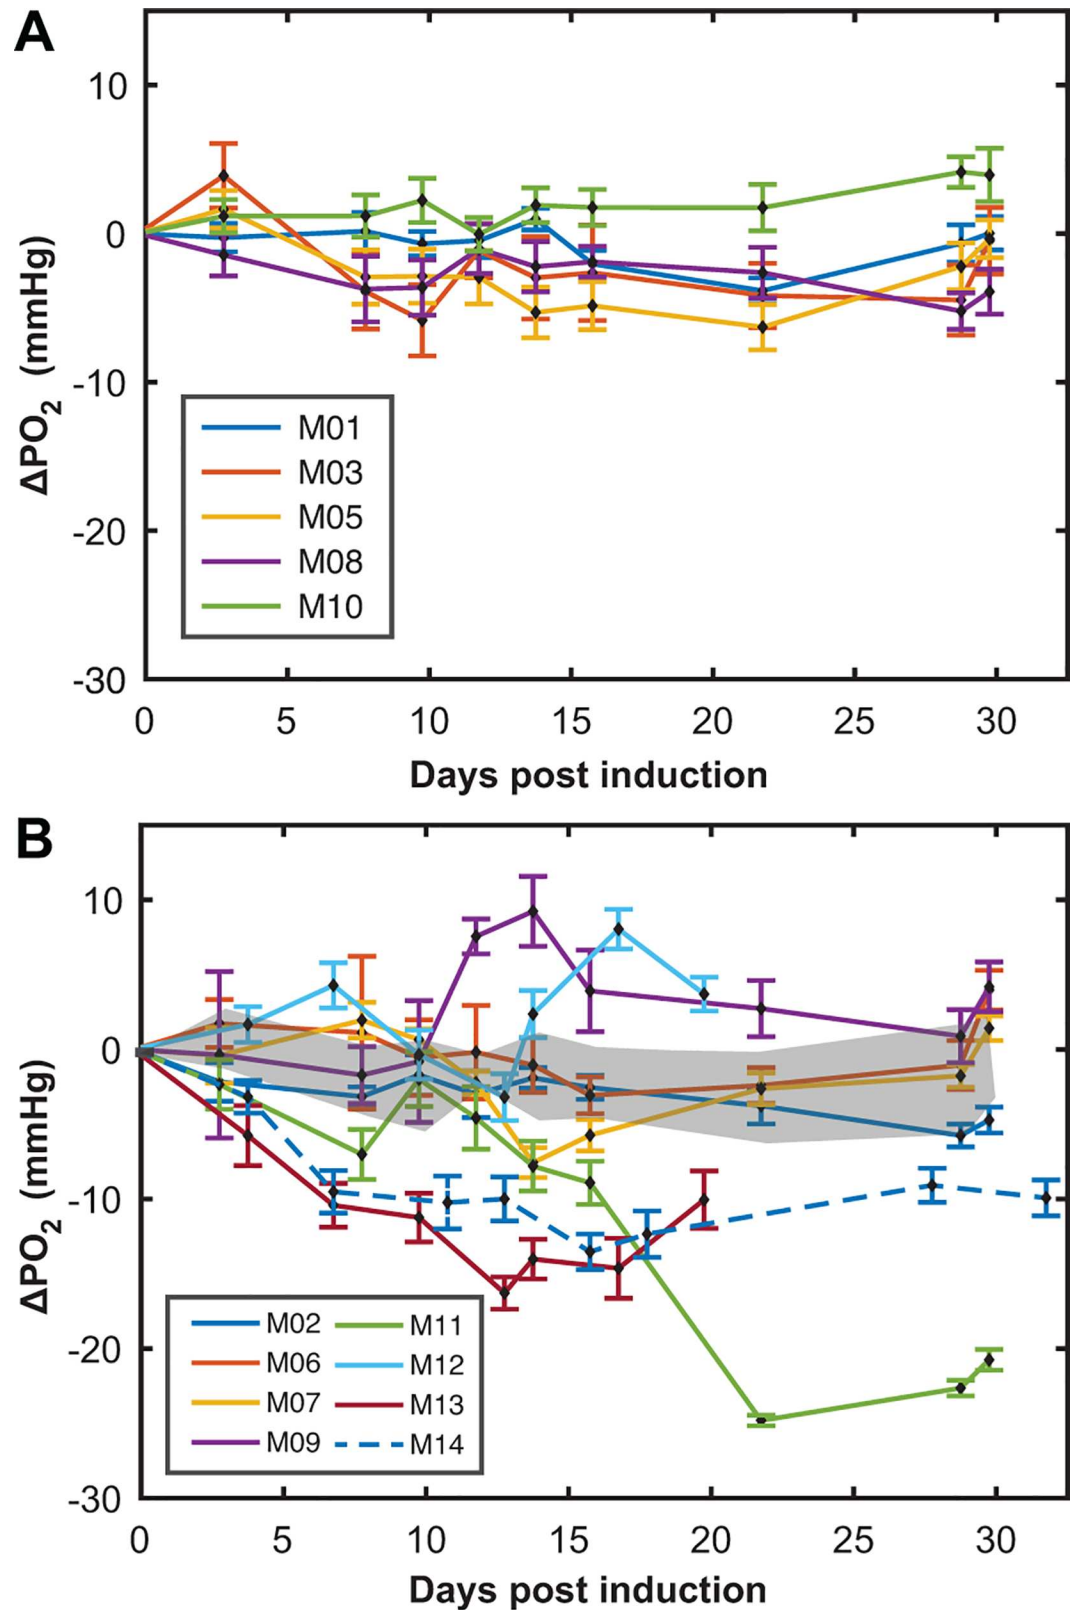 A
10
0
-10
-20
-30
ΔPO2 (mmHg)
M01
M03
M05
M08
M10
0 5 10 15 20 25 30
Days post induction
B
10
0
-10
-20
-30
ΔPO2 (mmHg)
M02 M11
M06 M12
M07 M13
M09 M14
0 5 10 15 20 25 30
Days post induction